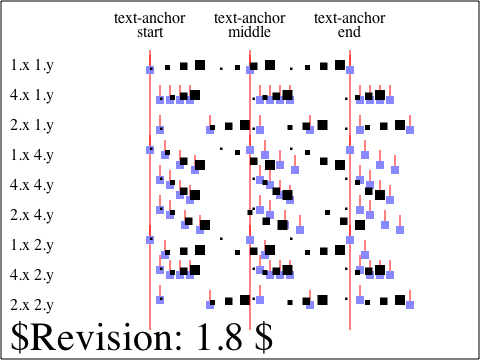 text-anchor text-anchor text-anchor
start middle end
1.x 1.y
4.x 1.y
2.x 1.y
1.x 4.y
4.x 4.y
2.x 4.y
1.x 2.y
4.x 2.y
2.x 2.y
$Revision: 1.8 $